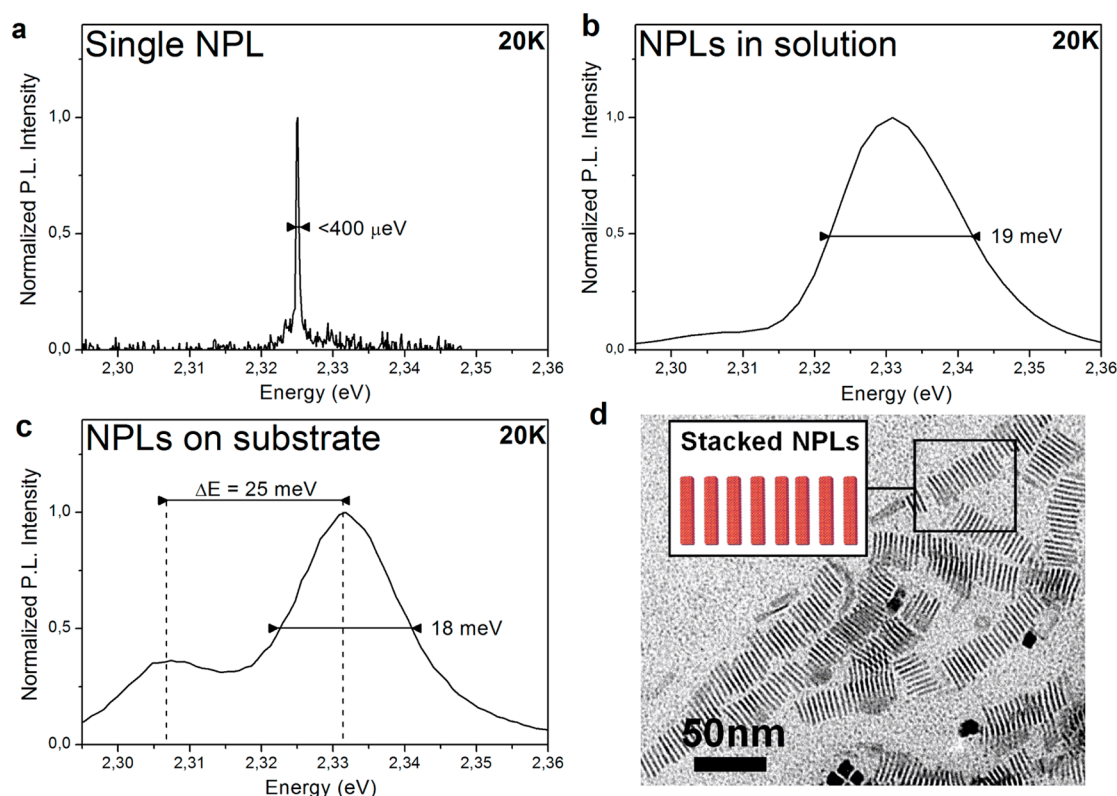 a
Single NPL
20K
Normalized P.L. Intensity
1,0
0,5
0,0
<400 μeV
2,30
2,31
2,32
2,33
2,34
2,35
2,36
Energy (eV)
b
NPLs in solution
20K
Normalized P.L. Intensity
1,0
0,5
0,0
19 meV
2,30
2,31
2,32
2,33
2,34
2,35
2,36
Energy (eV)
c
NPLs on substrate
20K
Normalized P.L. Intensity
1,0
0,5
0,0
ΔE = 25 meV
18 meV
2,30
2,31
2,32
2,33
2,34
2,35
2,36
Energy (eV)
d
Stacked NPLs
50nm